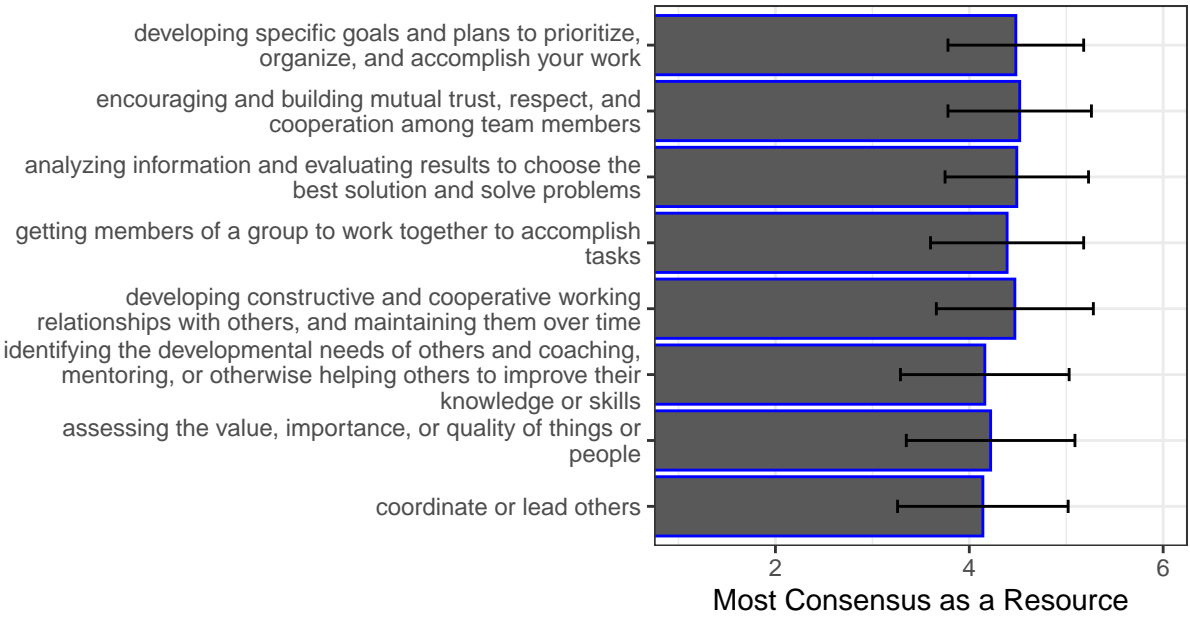 developing specific goals and plans to prioritize,
organize, and accomplish your work
encouraging and building mutual trust, respect, and
cooperation among team members
analyzing information and evaluating results to choose the
best solution and solve problems
getting members of a group to work together to accomplish
tasks
developing constructive and cooperative working
relationships with others, and maintaining them over time
identifying the developmental needs of others and coaching,
mentoring, or otherwise helping others to improve their
knowledge or skills
assessing the value, importance, or quality of things or
people
coordinate or lead others
2 4 6
Most Consensus as a Resource